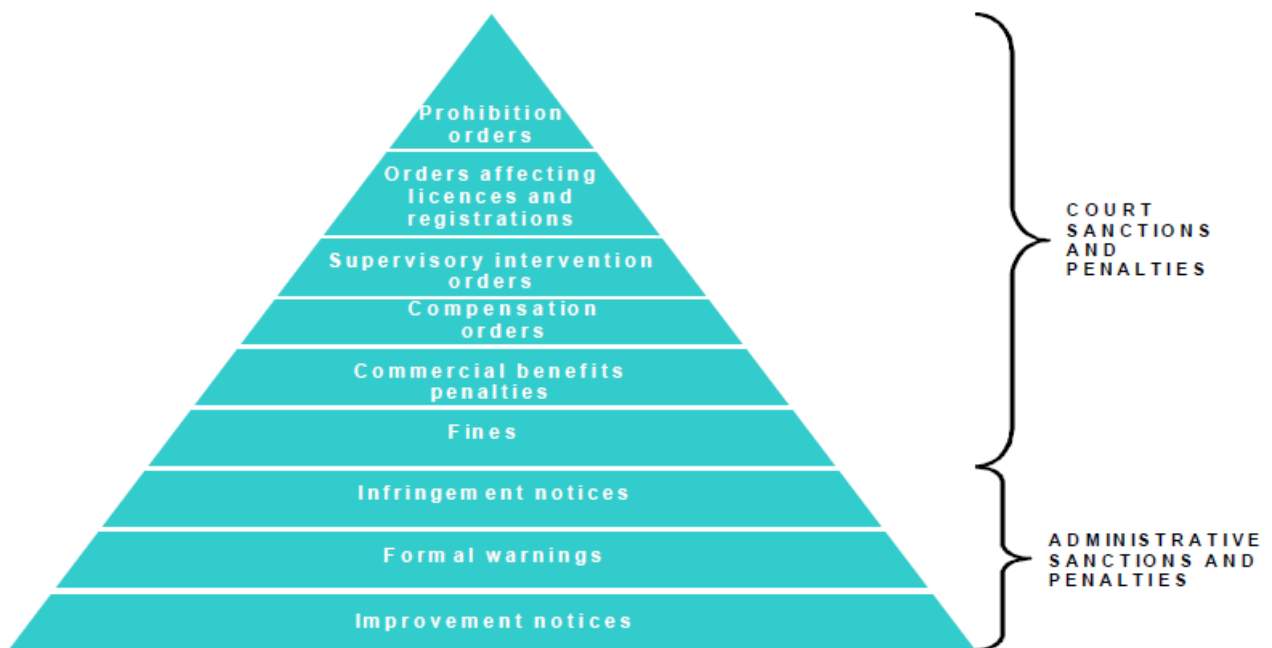 Prohibition
orders
Orders affecting
licences and
registrations
Supervisory intervention
orders
Compensation
orders
Commercial benefits
penalties
Fines
Infringement notices
Formal warnings
Improvement notices
COURT
SANCTIONS
AND
PENALTIES
ADMINISTRATIVE
SANCTIONS AND
PENALTIES